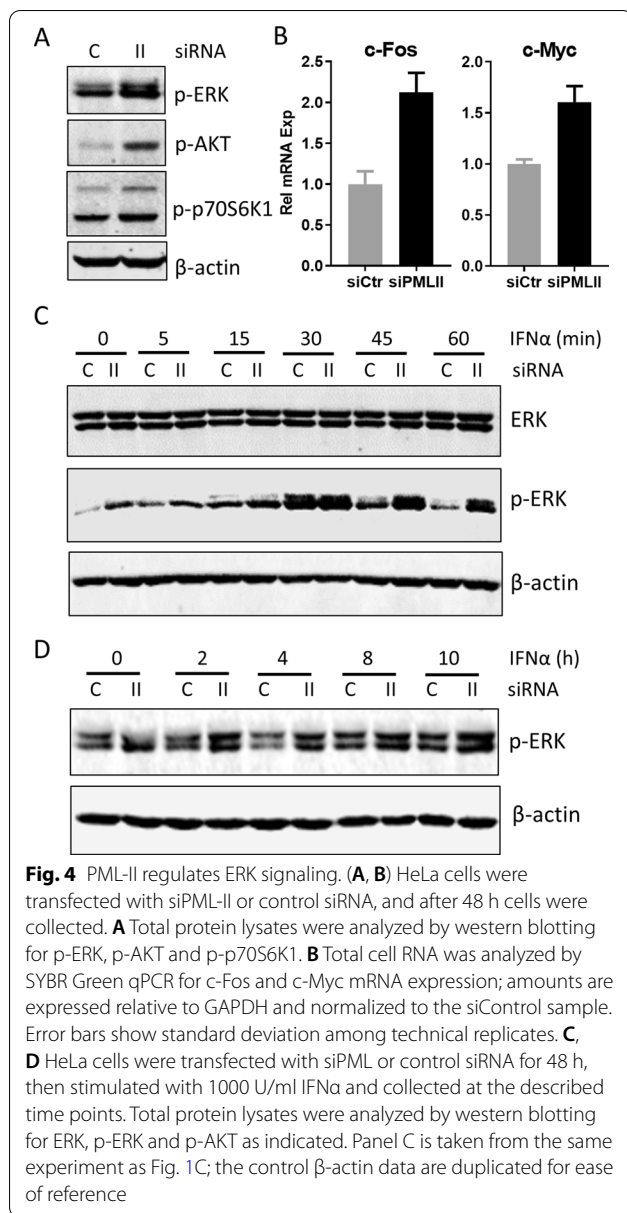 A
C II siRNA
p-ERK
p-AKT
p-p70S6K1
β-actin
B
c-Fos
Rel mRNA Exp
2.5
2.0
1.5
1.0
0.5
0.0
siCtr siPMLII
c-Myc
2.0
1.5
1.0
0.5
0.0
siCtr siPMLII
C
0 5 15 30 45 60 IFNα (min)
C II C II C II C II C II C II siRNA
ERK
p-ERK
β-actin
D
0 2 4 8 10 IFNα (h)
C II C II C II C II C II siRNA
p-ERK
β-actin
Fig. 4 PML-II regulates ERK signaling. (A, B) HeLa cells were
transfected with siPML-II or control siRNA, and after 48 h cells were
collected. A Total protein lysates were analyzed by western blotting
for p-ERK, p-AKT and p-p70S6K1. B Total cell RNA was analyzed by
SYBR Green qPCR for c-Fos and c-Myc mRNA expression; amounts are
expressed relative to GAPDH and normalized to the siControl sample.
Error bars show standard deviation among technical replicates. C,
D HeLa cells were transfected with siPML or control siRNA for 48 h,
then stimulated with 1000 U/ml IFNα and collected at the described
time points. Total protein lysates were analyzed by western blotting
for ERK, p-ERK and p-AKT as indicated. Panel C is taken from the same
experiment as Fig. 1C; the control β-actin data are duplicated for ease
of reference